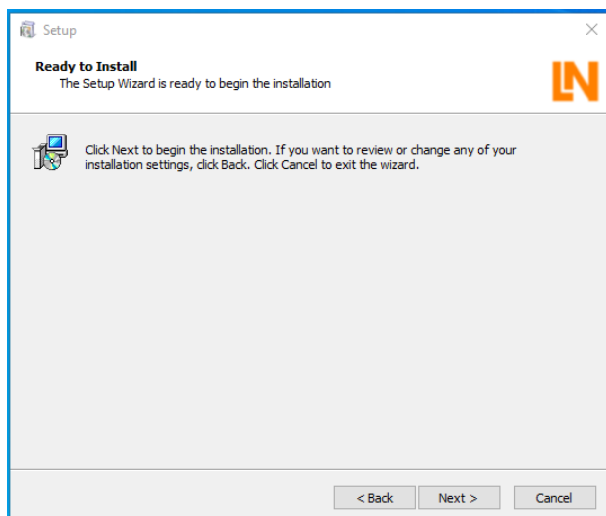 Setup
Ready to Install
The Setup Wizard is ready to begin the installation
LN
Click Next to begin the installation. If you want to review or change any of your
installation settings, click Back. Click Cancel to exit the wizard.
< Back Next > Cancel